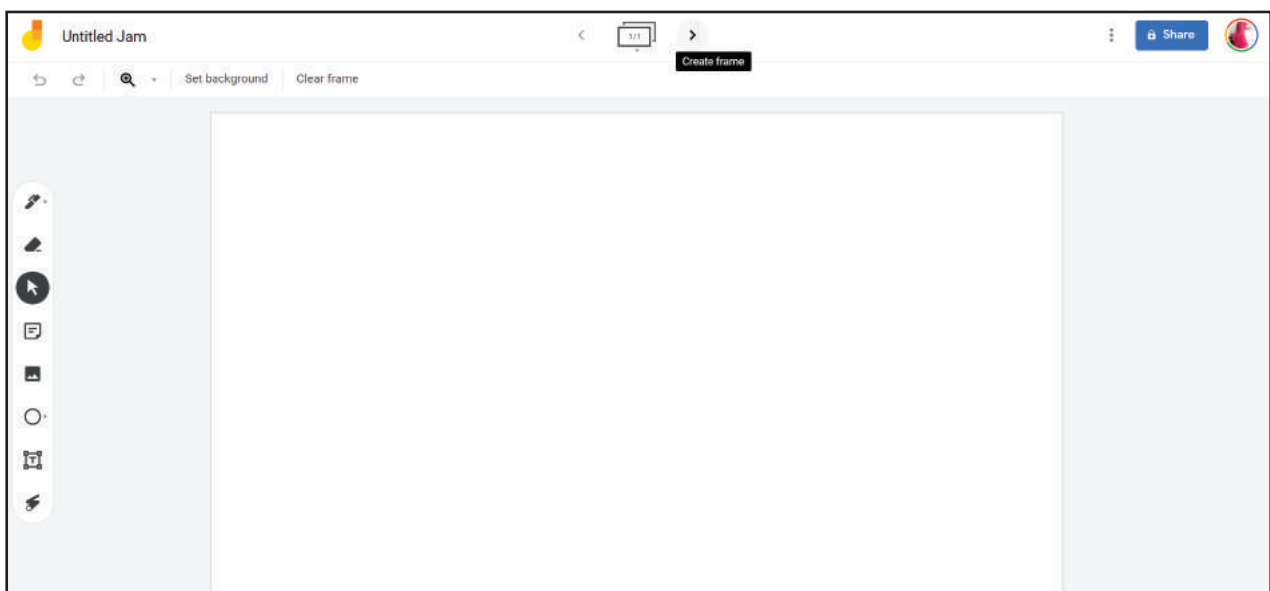 Untitled Jam
1/1
Share
Create frame
Set background
Clear frame